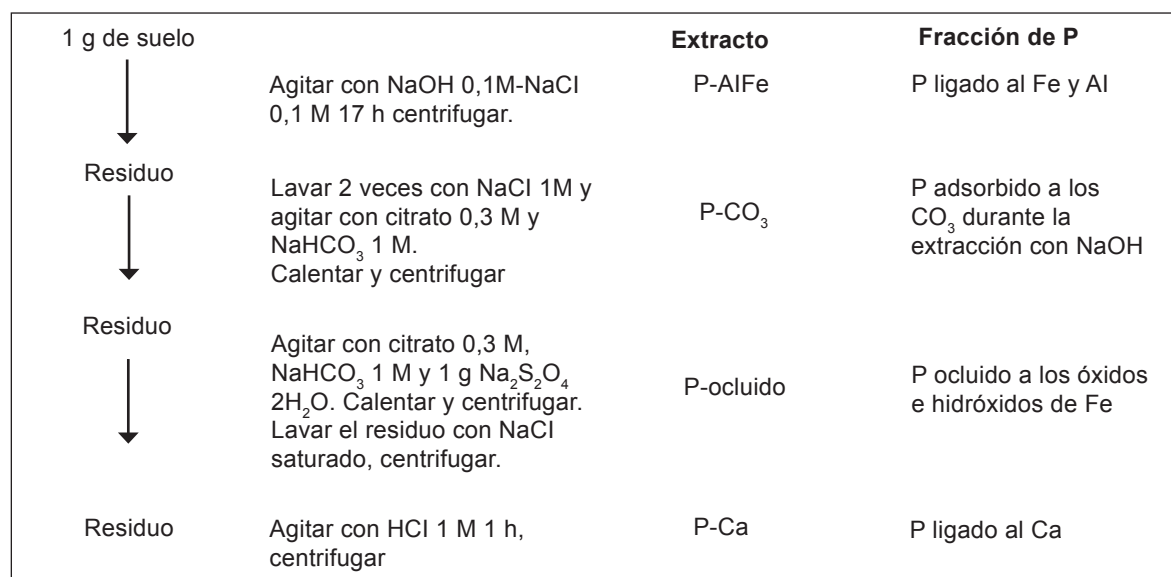 1 g de suelo
Extracto
Fracción de P
Agitar con NaOH 0,1M-NaCl
0,1 M 17 h centrifugar.
P-AlFe
P ligado al Fe y Al
Residuo
Lavar 2 veces con NaCl 1M y
agitar con citrato 0,3 M y
NaHCO₃ 1 M.
Calentar y centrifugar
P-CO₃
P adsorbido a los
CO₃ durante la
extracción con NaOH
Residuo
Agitar con citrato 0,3 M,
NaHCO₃ 1 M y 1 g Na₂S₂O₄
2H₂O. Calentar y centrifugar.
Lavar el residuo con NaCl
saturado, centrifugar.
P-ocluido
P ocluido a los óxidos
e hidróxidos de Fe
Residuo
Agitar con HCl 1 M 1 h,
centrifugar
P-Ca
P ligado al Ca